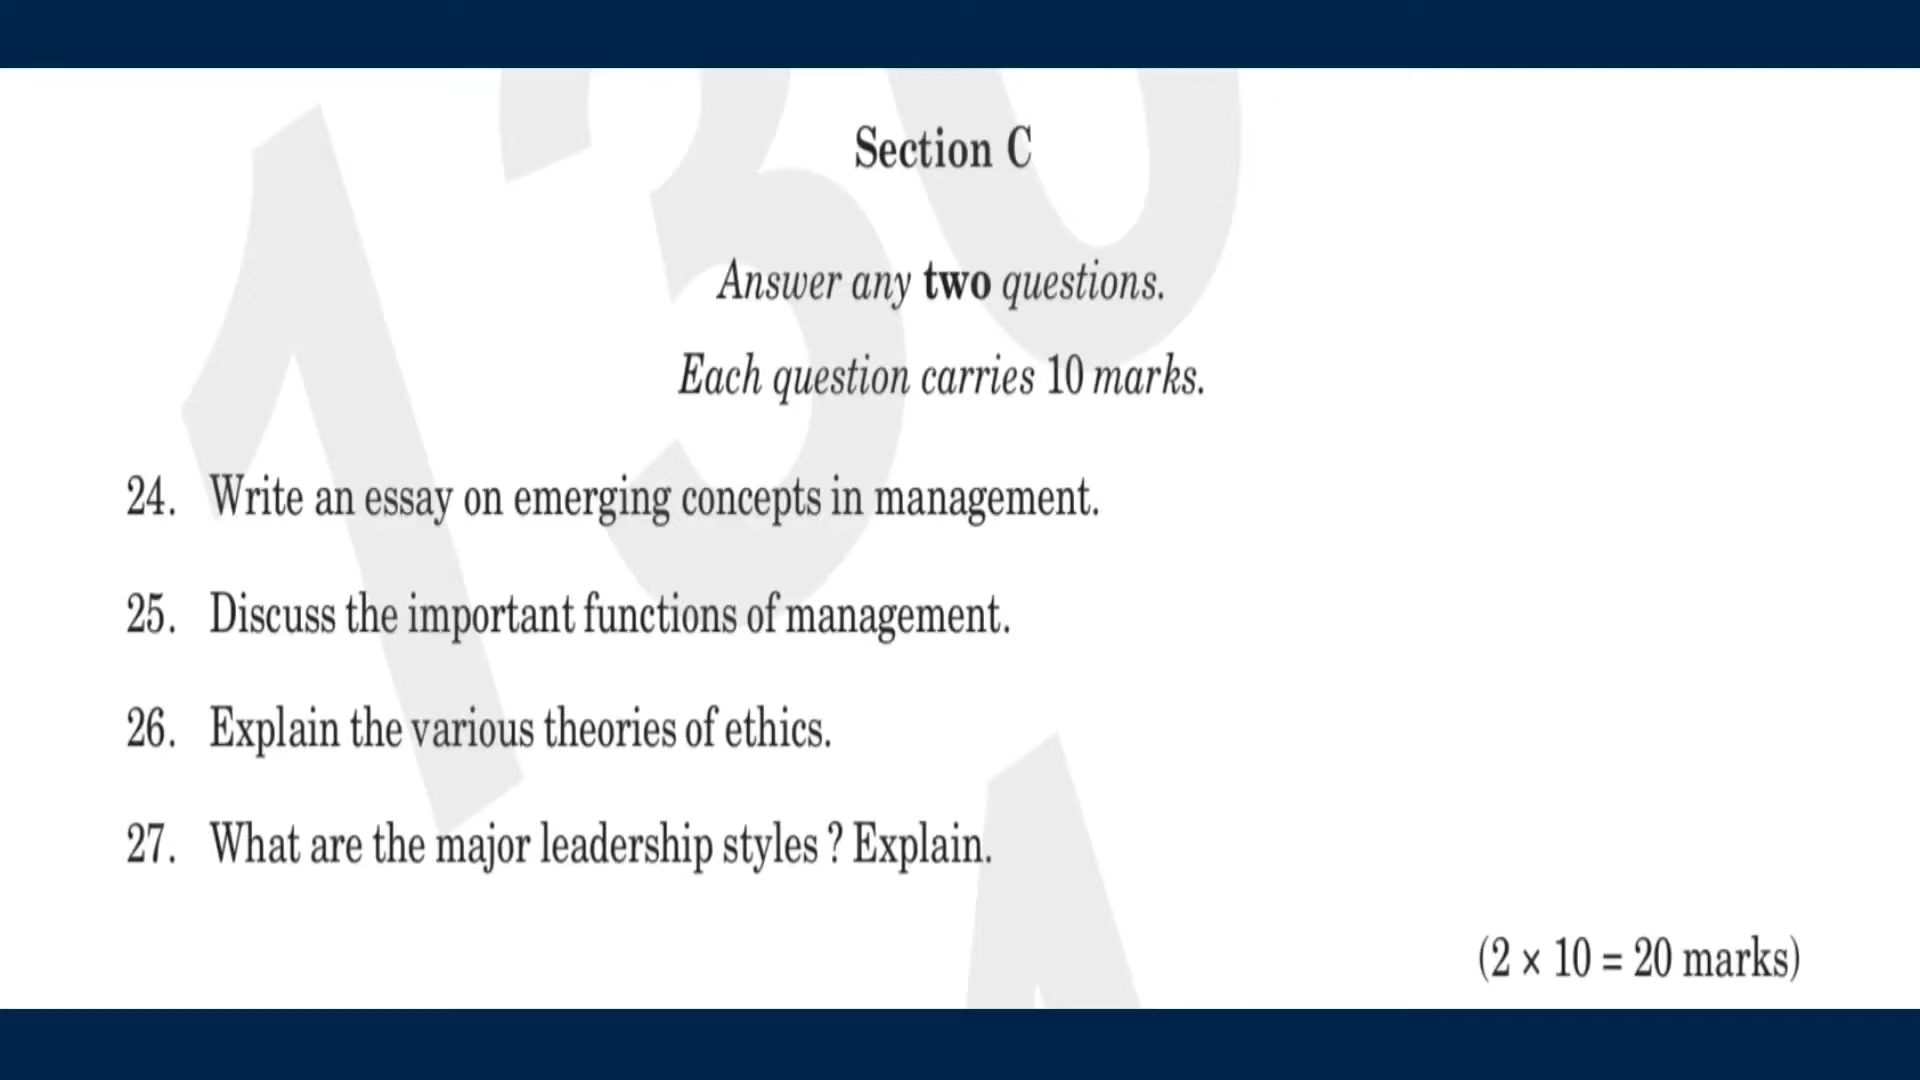 Section C
Answer any two questions.
Each question carries 10 marks.
24. Write an essay on emerging concepts in management.
25. Discuss the important functions of management.
26. Explain the various theories of ethics.
27. What are the major leadership styles ? Explain.
(2 × 10 = 20 marks)